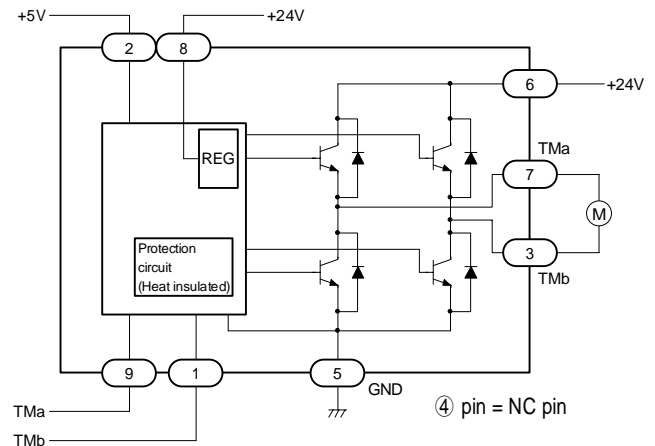 +5V
+24V
2
8
6
+24V
TMa
REG
7
M
Protection
circuit
(Heat insulated)
3
TMb
9
1
5
GND
④ pin = NC pin
TMa
TMb